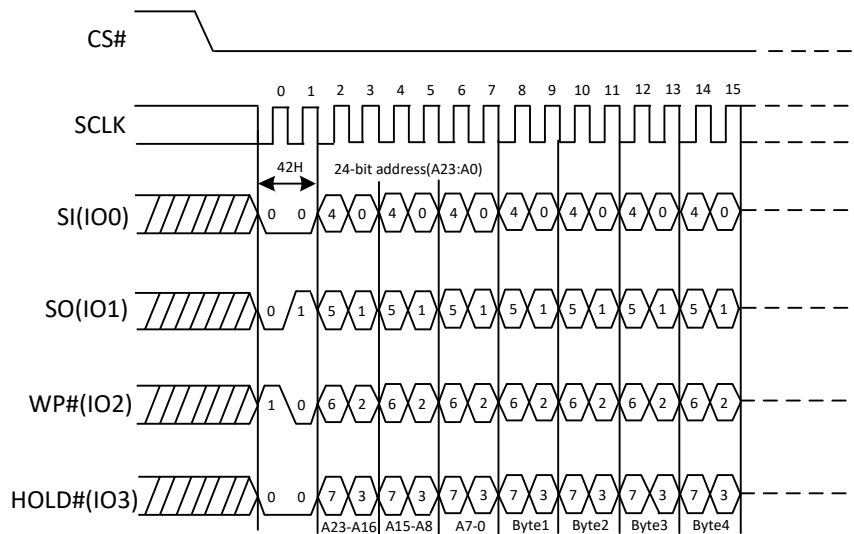 CS#
0 1 2 3 4 5 6 7 8 9 10 11 12 13 14 15
SCLK
42H 24-bit address(A23:A0)
SI(IO0) 0 0 4 0 4 0 4 0 4 0 4 0 4 0 4 0
SO(IO1) 0 1 5 1 5 1 5 1 5 1 5 1 5 1 5 1
WP#(IO2) 1 0 6 2 6 2 6 2 6 2 6 2 6 2 6 2
HOLD#(IO3) 0 0 7 3 7 3 7 3 7 3 7 3 7 3 7 3
A23-A16 A15-A8 A7-0 Byte1 Byte2 Byte3 Byte4